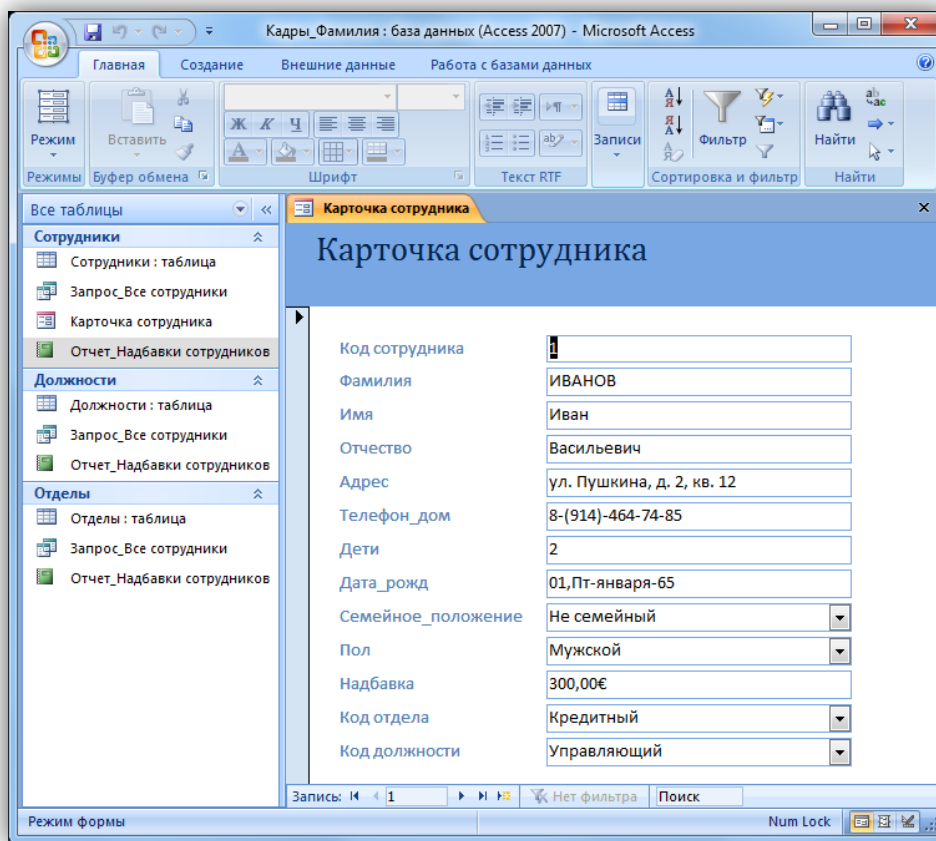 Кадры_Фамилия : база данных (Access 2007) - Microsoft Access
Главная Создание Внешние данные Работа с базами данных
Режим
Вставить
Ж К Ч
Записи
Фильтр
Найти
Режимы Буфер обмена Шрифт Текст RTF Сортировка и фильтр Найти
Все таблицы
Сотрудники
Сотрудники : таблица
Запрос_Все сотрудники
Карточка сотрудника
Отчет_Надбавки сотрудников
Должности
Должности : таблица
Запрос_Все сотрудники
Отчет_Надбавки сотрудников
Отделы
Отделы : таблица
Запрос_Все сотрудники
Отчет_Надбавки сотрудников
Карточка сотрудника
Карточка сотрудника
Код сотрудника 1
Фамилия ИВАНОВ
Имя Иван
Отчество Васильевич
Адрес ул. Пушкина, д. 2, кв. 12
Телефон_дом 8-(914)-464-74-85
Дети 2
Дата_рожд 01,Пт-января-65
Семейное_положение Не семейный
Пол Мужской
Надбавка 300,00€
Код отдела Кредитный
Код должности Управляющий
Запись: 1 Нет фильтра Поиск
Режим формы Num Lock